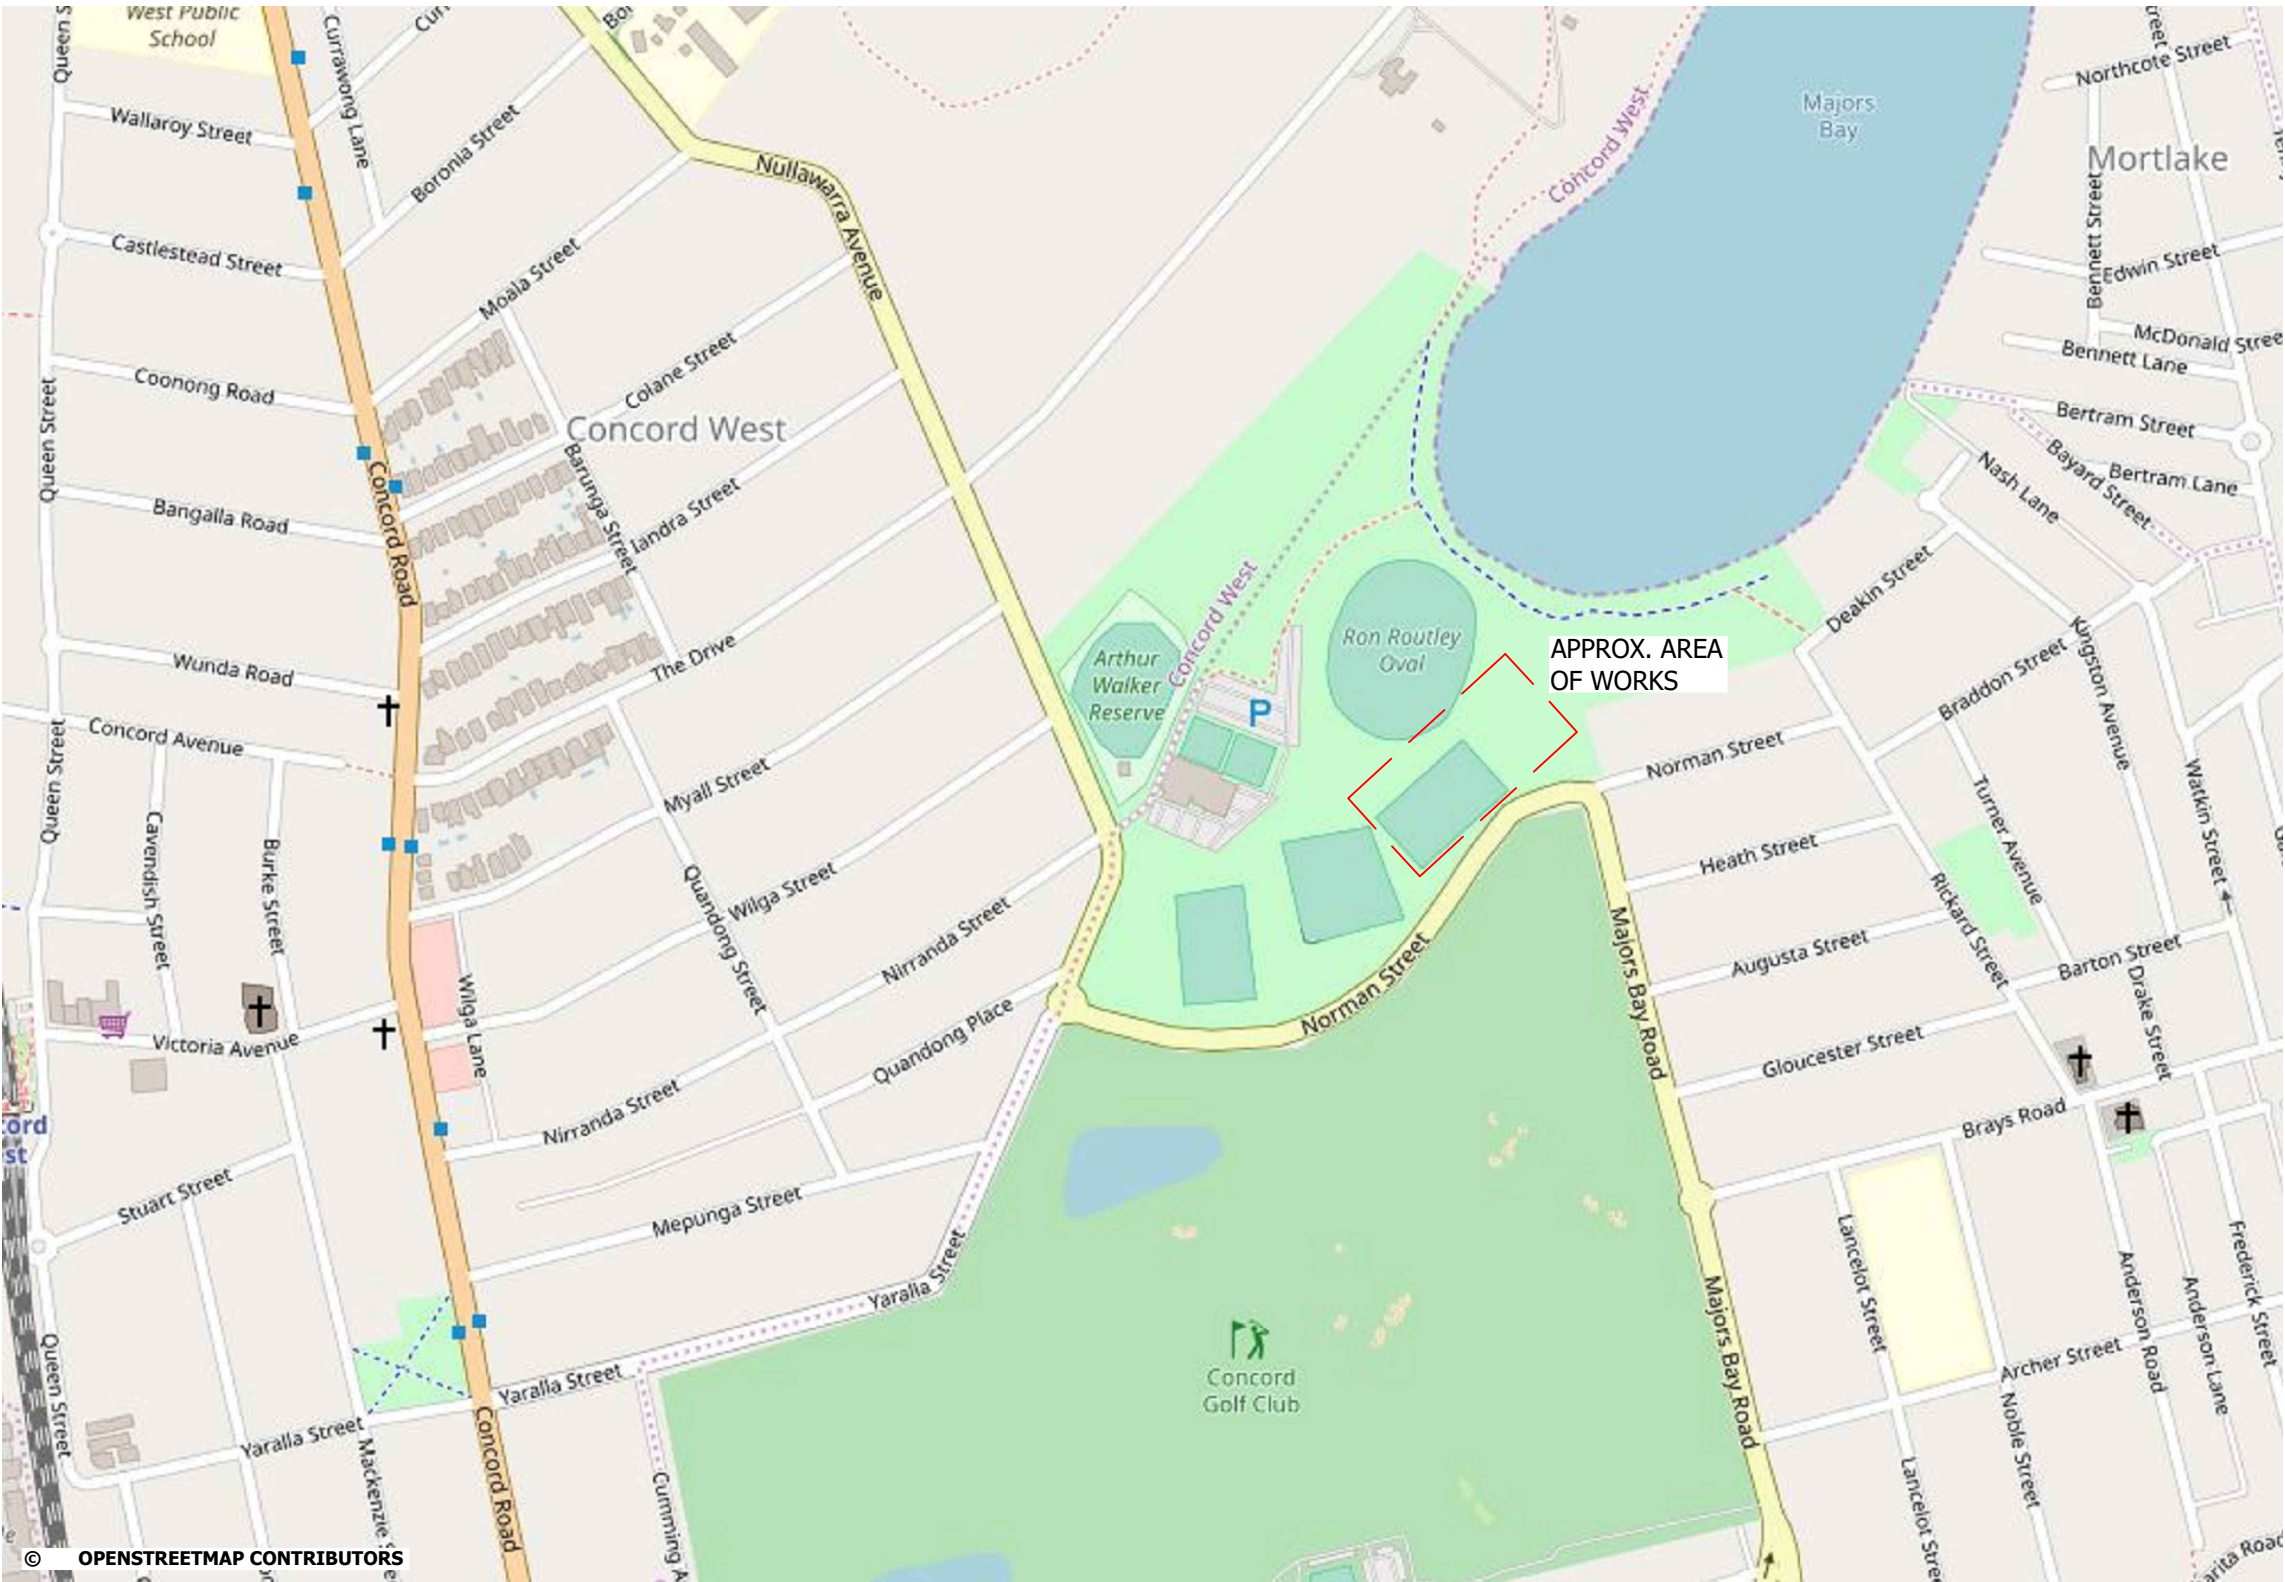 West Public
School
Queen S
Currawong Lane
Wallaroy Street
Boronia Street
Nullawarra Avenue
Majors
Bay
Northcote Street
Mortlake
Concord West
Castlestead Street
Moala Street
Bennett Street
Edwin Street
McDonald Stree
Bennett Lane
Coonong Road
Colane Street
Queen Street
Concord West
Bertram Street
Bayard Street
Bertram Lane
Nash Lane
Concord Road
Barunga Street
Iandra Street
Bangalla Road
Concord West
Deakin Street
Wunda Road
The Drive
Arthur
Walker
Reserve
Ron Routley
Oval
APPROX. AREA
OF WORKS
Kingston Avenue
Braddon Street
P
Concord Avenue
Queen Street
Myall Street
Norman Street
Turner Avenue
Watkin Street
Cavendish Street
Burke Street
Quandong Street
Wilga Street
Heath Street
Rickard Street
Nirranda Street
Norman Street
Majors Bay Road
Augusta Street
Barton Street
Drake Street
Wilga Lane
Victoria Avenue
Quandong Place
Gloucester Street
cord
st
Nirranda Street
Brays Road
Stuart Street
Mepunga Street
Yaralla Street
Lancelot Street
Frederick Street
Anderson Road
Anderson Lane
Queen Street
Majors Bay Road
Concord
Golf Club
Archer Street
Yaralla Street
Yaralla Street
Mackenzie S
Concord Road
Cumming A
Noble Street
Lancelot Stree
arita Road
© OPENSTREETMAP CONTRIBUTORS